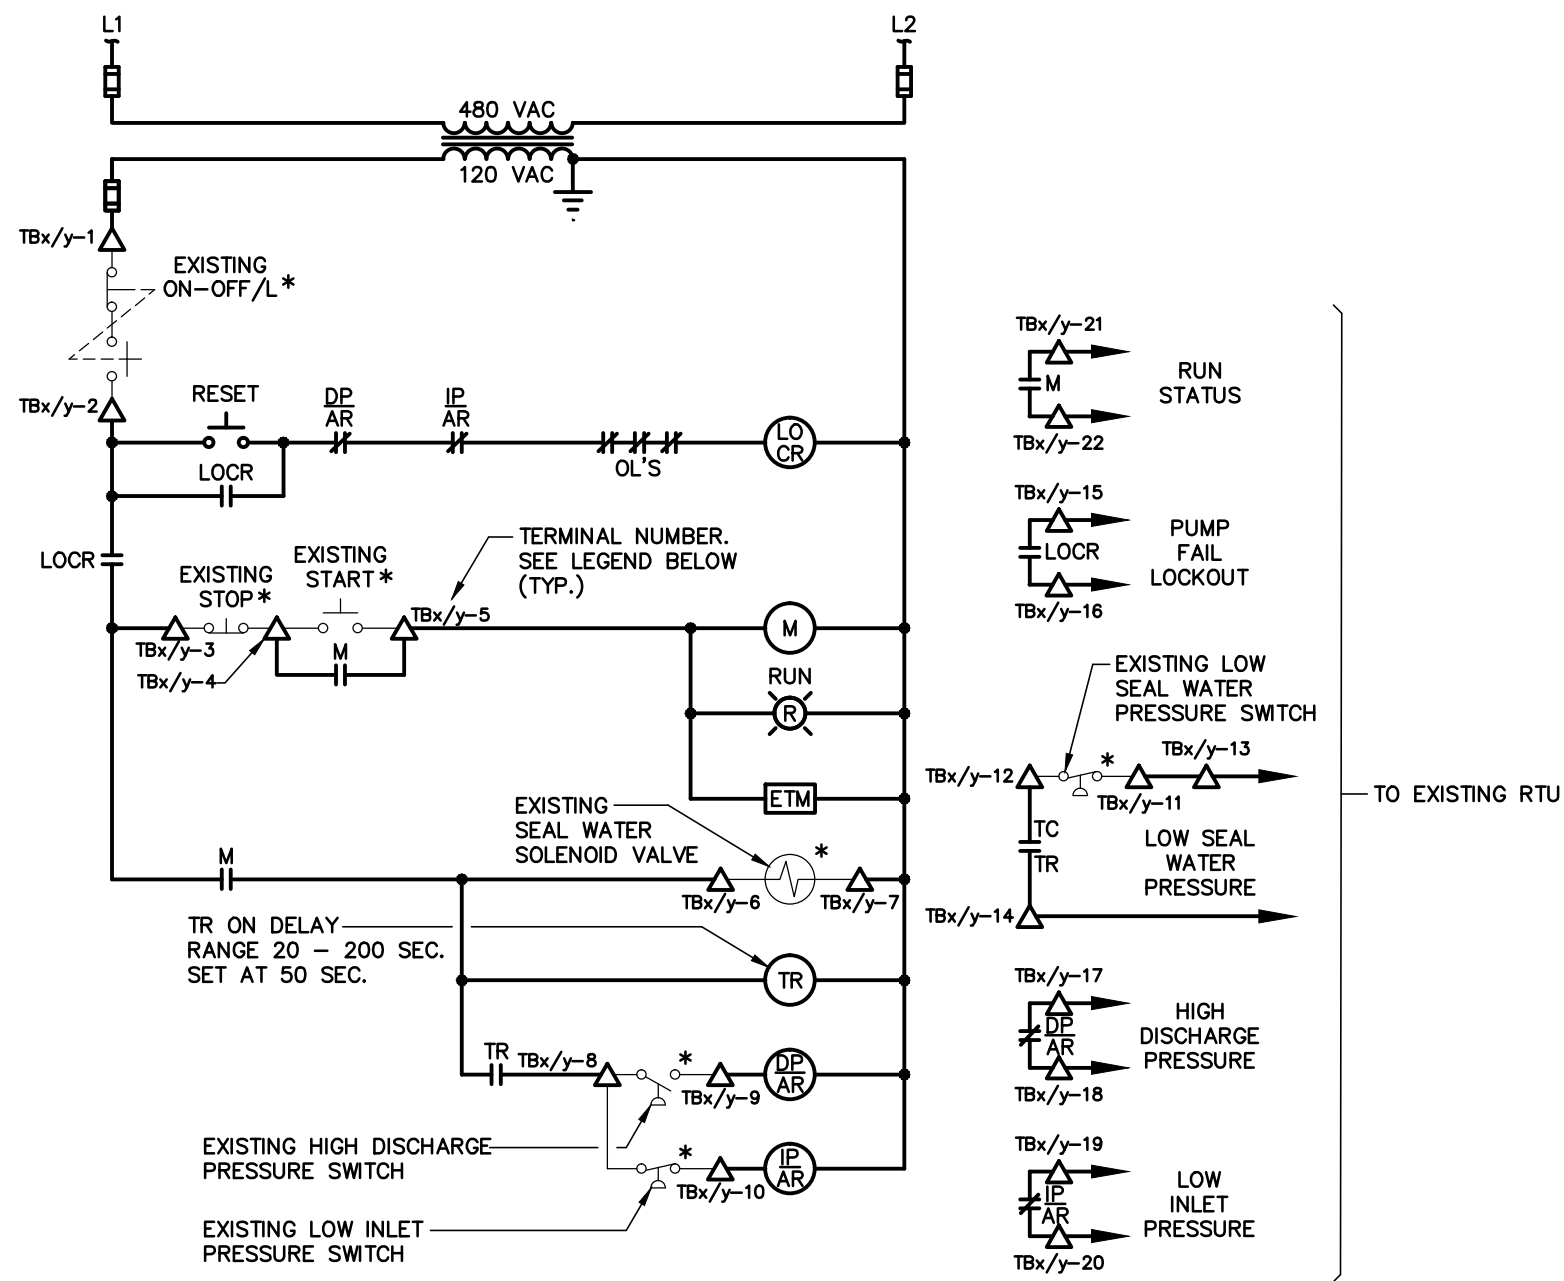 L1
L2
480 VAC
120 VAC
TBx/y-1
EXISTING
ON-OFF/L*
TBx/y-2
RESET
DP
AR
IP
AR
LOCR
OL'S
LO
CR
LOCR
EXISTING
STOP*
EXISTING
START*
TERMINAL NUMBER.
SEE LEGEND BELOW
(TYP.)
TBx/y-3
TBx/y-4
M
TBx/y-5
M
RUN
R
ETM
EXISTING
SEAL WATER
SOLENOID VALVE
*
M
TBx/y-6
TBx/y-7
TR ON DELAY
RANGE 20 - 200 SEC.
SET AT 50 SEC.
TR
TR
TBx/y-8
*
TBx/y-9
DP
AR
EXISTING HIGH DISCHARGE
PRESSURE SWITCH
*
TBx/y-10
IP
AR
EXISTING LOW INLET
PRESSURE SWITCH
TBx/y-21
M
TBx/y-22
RUN
STATUS
TBx/y-15
LOCR
TBx/y-16
PUMP
FAIL
LOCKOUT
EXISTING LOW
SEAL WATER
PRESSURE SWITCH
TBx/y-12
*
TBx/y-13
TBx/y-11
TC
TR
LOW SEAL
WATER
PRESSURE
TBx/y-14
TBx/y-17
DP
AR
TBx/y-18
HIGH
DISCHARGE
PRESSURE
TBx/y-19
IP
AR
TBx/y-20
LOW
INLET
PRESSURE
TO EXISTING RTU